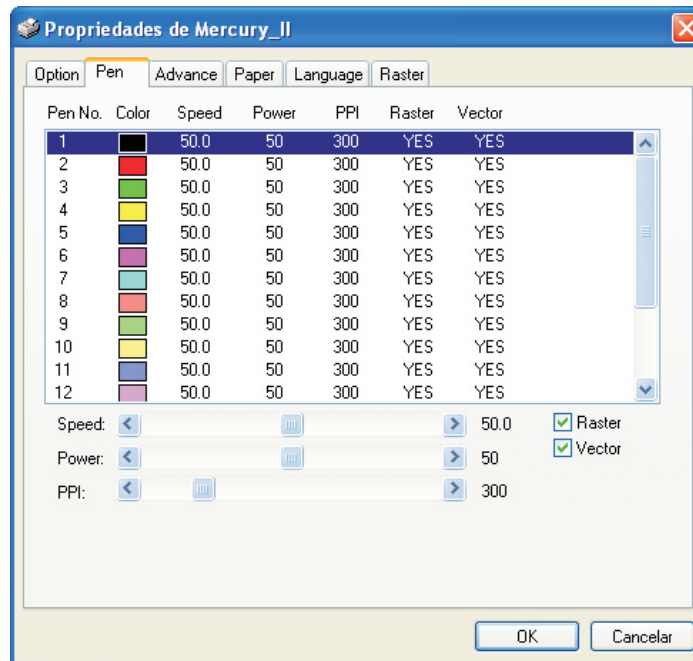 Propriedades de Mercury_II
Option Pen Advance Paper Language Raster
Pen No. Color Speed Power PPI Raster Vector
1 50.0 50 300 YES YES
2 50.0 50 300 YES YES
3 50.0 50 300 YES YES
4 50.0 50 300 YES YES
5 50.0 50 300 YES YES
6 50.0 50 300 YES YES
7 50.0 50 300 YES YES
8 50.0 50 300 YES YES
9 50.0 50 300 YES YES
10 50.0 50 300 YES YES
11 50.0 50 300 YES YES
12 50.0 50 300 YES YES
Speed: 50.0 Raster
Power: 50 Vector
PPI: 300
OK Cancelar